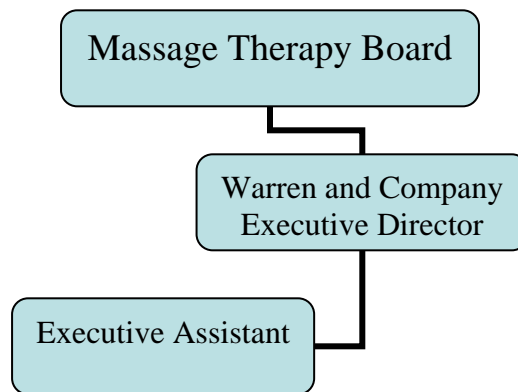 Massage Therapy Board
Warren and Company
Executive Director
Executive Assistant